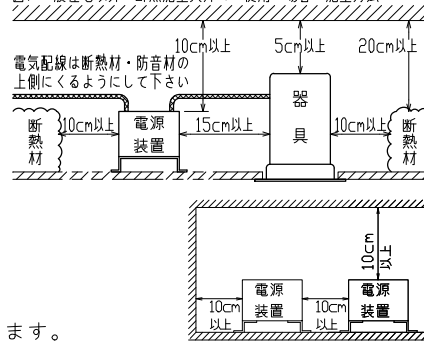 10cm以上
5cm以上
20cm以上
電気配線は断熱材・防音材の
上側にくるようにして下さい
断熱材
10cm以上
電源
装置
15cm以上
器具
10cm以上
断熱材
10cm
以上
10cm
以上
電源
装置
10cm
以上
電源
装置
ます。